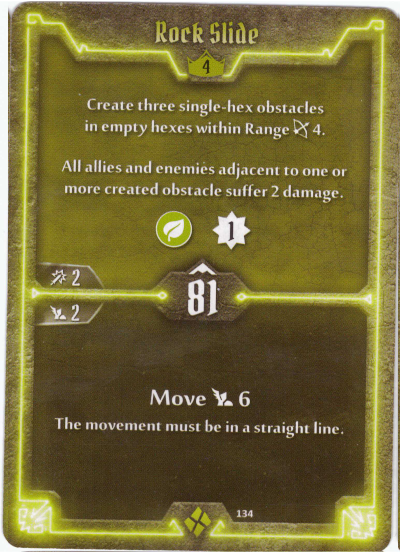 Rock Slide
4
Create three single-hex obstacles
in empty hexes within Range 4.
All allies and enemies adjacent to one or
more created obstacle suffer 2 damage.
1
2
81
2
Move 6
The movement must be in a straight line.
134